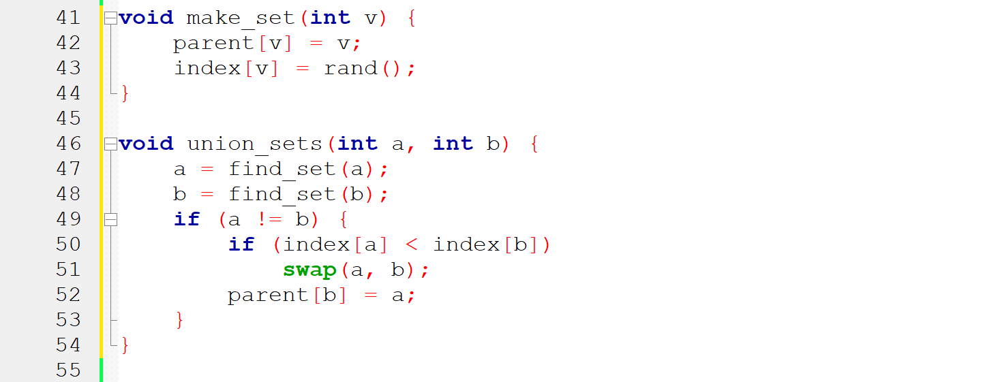 41 void make_set(int v) {
42     parent[v] = v;
43     index[v] = rand();
44 }
45
46 void union_sets(int a, int b) {
47     a = find_set(a);
48     b = find_set(b);
49     if (a != b) {
50         if (index[a] < index[b])
51             swap(a, b);
52         parent[b] = a;
53     }
54 }
55